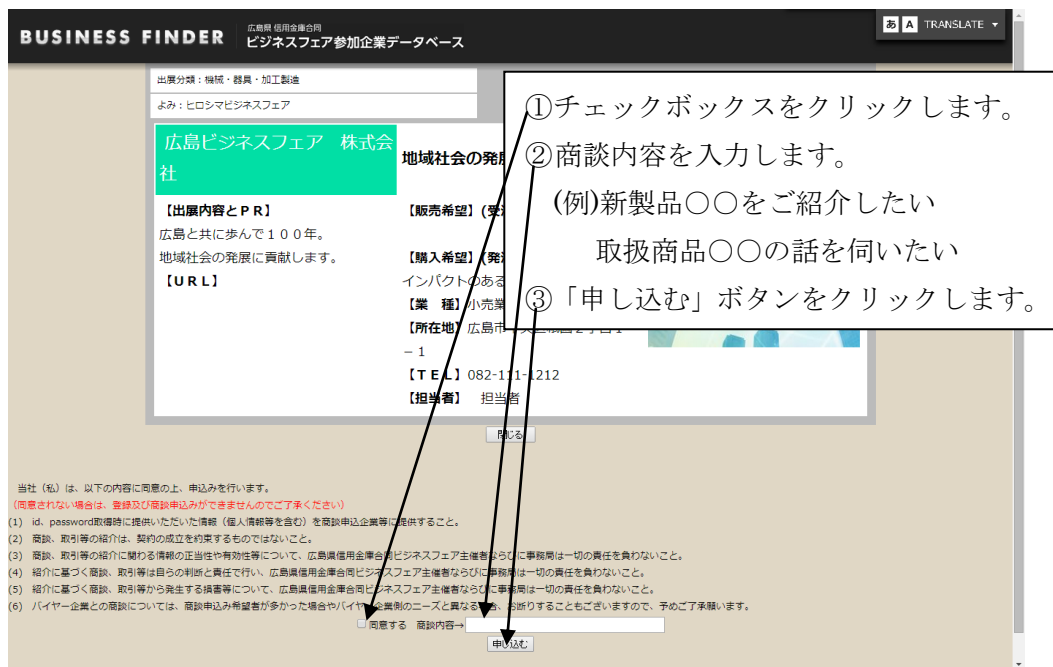 BUSINESS FINDER
広島県 信用金庫合同
ビジネスフェア参加企業データベース
あ A TRANSLATE ▼
出展分類：機械・器具・加工製造
よみ：ヒロシマビジネスフェア
広島ビジネスフェア　株式会
社
地域社会の発
【出展内容とＰＲ】
広島と共に歩んで１００年。
地域社会の発展に貢献します。
【ＵＲＬ】
【販売希望】(受
【購入希望】(発
インパクトのある
【業　種】小売業
【所在地】広島市
－１
【ＴＥＬ】082-111-1212
【担当者】　担当者
①チェックボックスをクリックします。
②商談内容を入力します。
(例)新製品〇〇をご紹介したい
取扱商品〇〇の話を伺いたい
③「申し込む」ボタンをクリックします。
閉じる
当社（私）は、以下の内容に同意の上、申込みを行います。
（同意されない場合は、登録及び商談申込みができませんのでご了承ください）
(1)　id、password取得時に提供いただいた情報（個人情報等を含む）を商談申込企業等に提供すること。
(2)　商談、取引等の紹介は、契約の成立を約束するものではないこと。
(3)　商談、取引等の紹介に関わる情報の正当性や有効性等について、広島県信用金庫合同ビジネスフェア主催者ならびに事務局は一切の責任を負わないこと。
(4)　紹介に基づく商談、取引等は自らの判断と責任で行い、広島県信用金庫合同ビジネスフェア主催者ならびに事務局は一切の責任を負わないこと。
(5)　紹介に基づく商談、取引等から発生する損害等について、広島県信用金庫合同ビジネスフェア主催者ならびに事務局は一切の責任を負わないこと。
(6)　バイヤー企業との商談については、商談申込み希望者が多かった場合やバイヤー企業側のニーズと異なる場合、お断りすることもございますので、予めご了承願います。
同意する　商談内容→
申し込む